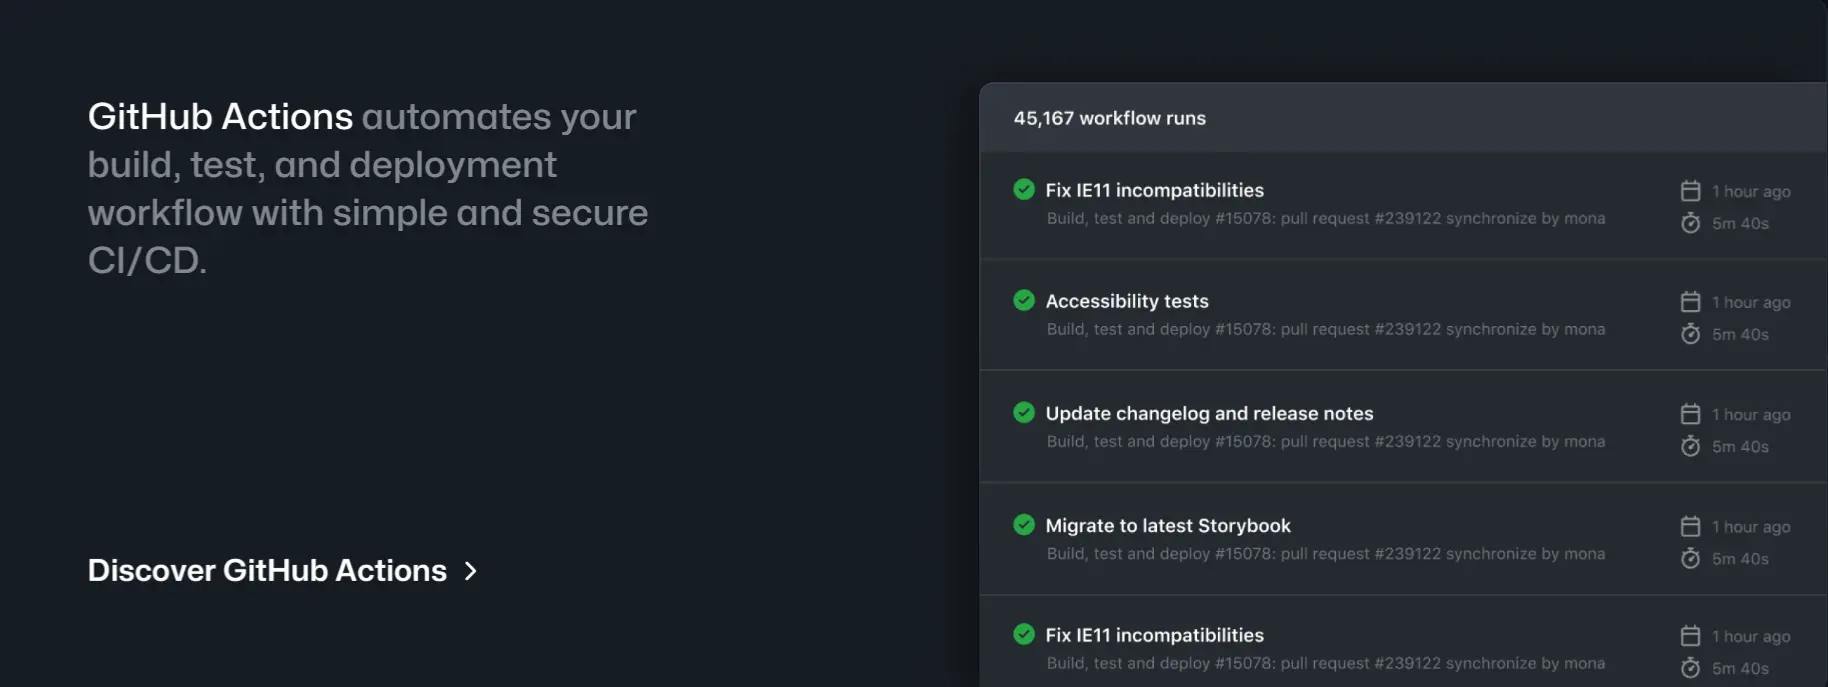 GitHub Actions automates your
build, test, and deployment
workflow with simple and secure
CI/CD.
Discover GitHub Actions
45,167 workflow runs
Fix IE11 incompatibilities
1 hour ago
Build, test and deploy #15078: pull request #239122 synchronize by mona
5m 40s
Accessibility tests
1 hour ago
Build, test and deploy #15078: pull request #239122 synchronize by mona
5m 40s
Update changelog and release notes
1 hour ago
Build, test and deploy #15078: pull request #239122 synchronize by mona
5m 40s
Migrate to latest Storybook
1 hour ago
Build, test and deploy #15078: pull request #239122 synchronize by mona
5m 40s
Fix IE11 incompatibilities
1 hour ago
Build, test and deploy #15078: pull request #239122 synchronize by mona
5m 40s